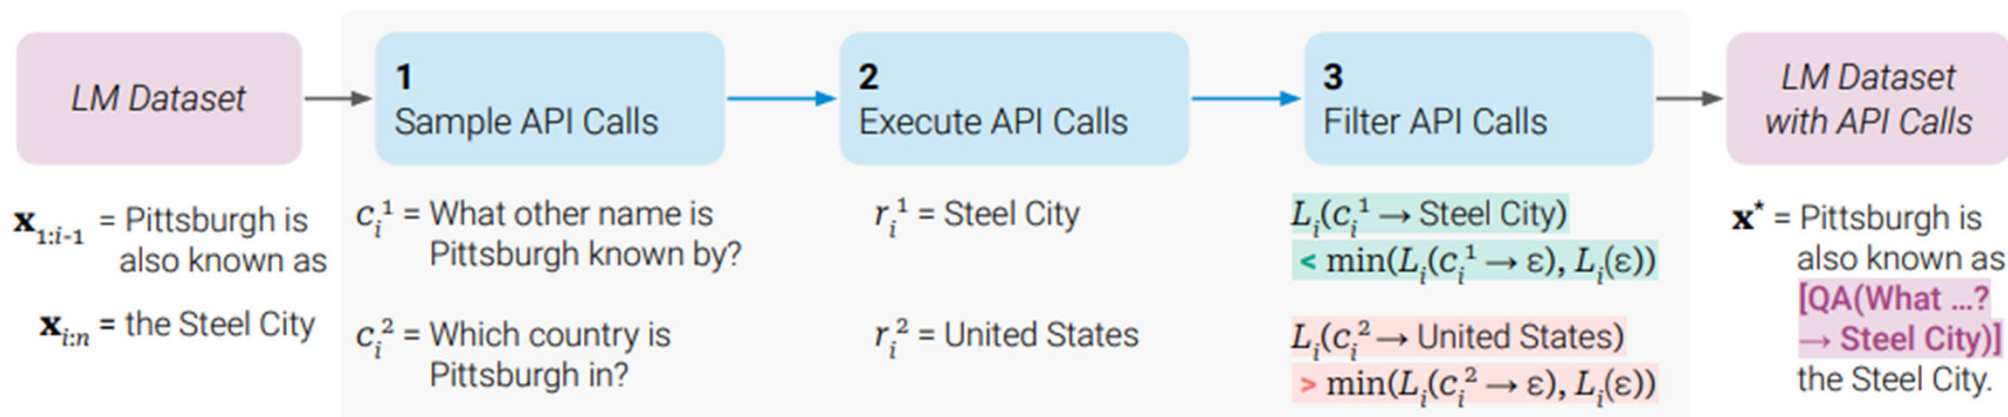 LM Dataset
1
Sample API Calls
2
Execute API Calls
3
Filter API Calls
LM Dataset
with API Calls
x1:i-1 = Pittsburgh is
also known as
xi:n = the Steel City
ci1 = What other name is
Pittsburgh known by?
ci2 = Which country is
Pittsburgh in?
ri1 = Steel City
ri2 = United States
Li(ci1 → Steel City)
< min(Li(ci1 → ε), Li(ε))
Li(ci2 → United States)
> min(Li(ci2 → ε), Li(ε))
x* = Pittsburgh is
also known as
[QA(What ...?
→ Steel City)]
the Steel City.